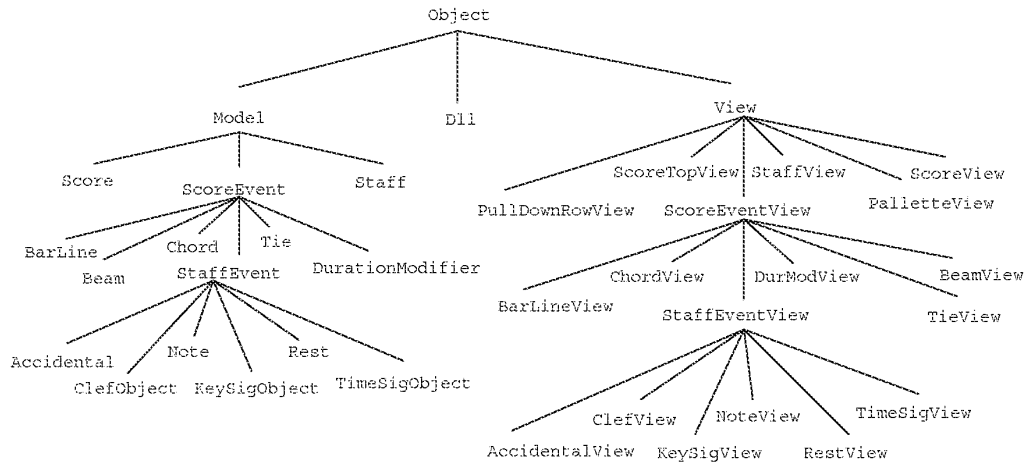 Object
Model
Dll
View
Score
ScoreEvent
Staff
ScoreTopView
StaffView
ScoreView
PullDownRowView
ScoreEventView
PalletteView
BarLine
Beam
Chord
Tie
StaffEvent
DurationModifier
BarLineView
ChordView
DurModView
BeamView
StaffEventView
TieView
Accidental
ClefObject
Note
KeySigObject
Rest
TimeSigObject
AccidentalView
ClefView
KeySigView
NoteView
RestView
TimeSigView